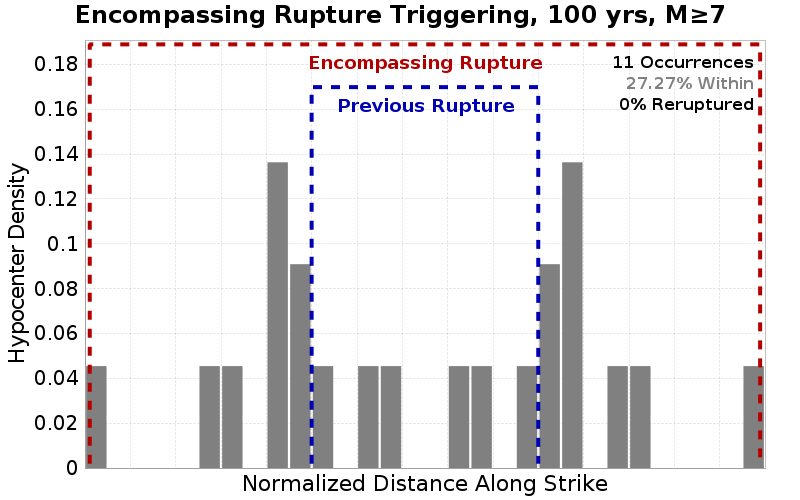 Encompassing Rupture Triggering, 100 yrs, M≥7
Encompassing Rupture
11 Occurrences
27.27% Within
Previous Rupture
0% Reruptured
Hypocenter Density
0.18
0.16
0.14
0.12
0.1
0.08
0.06
0.04
0.02
0
Normalized Distance Along Strike